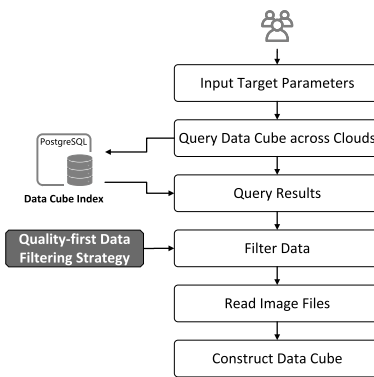 Input Target Parameters
Query Data Cube across Clouds
PostgreSQL
Data Cube Index
Query Results
Quality-first Data
Filtering Strategy
Filter Data
Read Image Files
Construct Data Cube